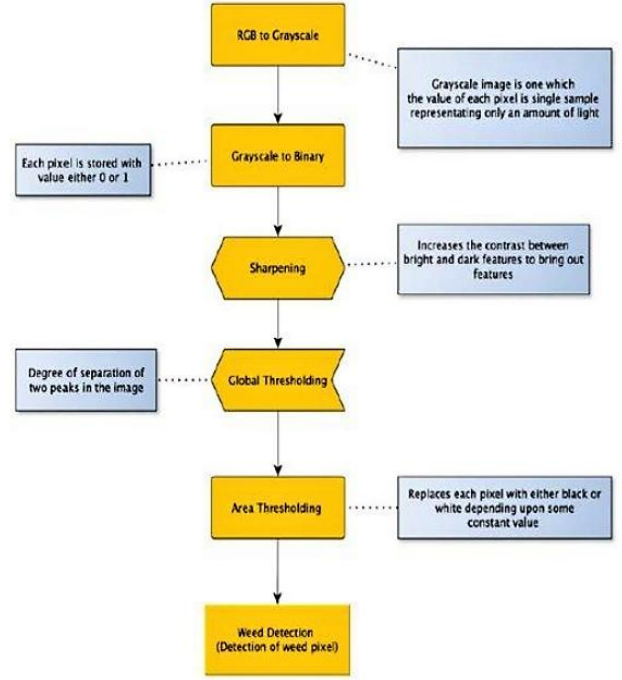 RGB to Grayscale
Grayscale image is one which
the value of each pixel is single sample
representating only an amount of light
Grayscale to Binary
Each pixel is stored with
value either 0 or 1
Sharpening
Increases the contrast between
bright and dark features to bring out
features
Global Thresholding
Degree of separation of
two peaks in the image
Area Thresholding
Replaces each pixel with either black or
white depending upon some
constant value
Weed Detection
(Detection of weed pixel)